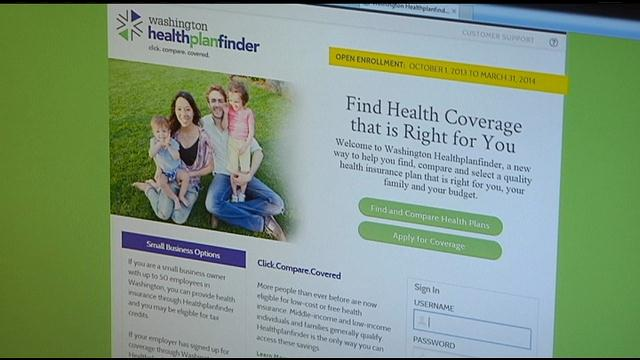 Washington Healthplanfind...
CUSTOMER SUPPORT
washington
healthplanfinder
click. compare. covered.
OPEN ENROLLMENT: OCTOBER 1, 2013 TO MARCH 31, 2014
Find Health Coverage
that is Right for You
Welcome to Washington Healthplanfinder, a new
way to help you find, compare and select a quality
health insurance plan that is right for you, your
family and your budget.
Find and Compare Health Plans
Apply for Coverage
Small Business Options
If you are a small business owner
with up to 50 employees in
Washington, you can provide health
insurance through Healthplanfinder
and you may be eligible for tax
credits.
If your employer has signed up for
coverage through Washington
Click.Compare.Covered
More people than ever before are now
eligible for low-cost or free health
insurance. Middle-income and low-income
individuals and families generally qualify
Healthplanfinder is the only way you can
access these savings
Learn
Sign In
USERNAME
PASSWORD